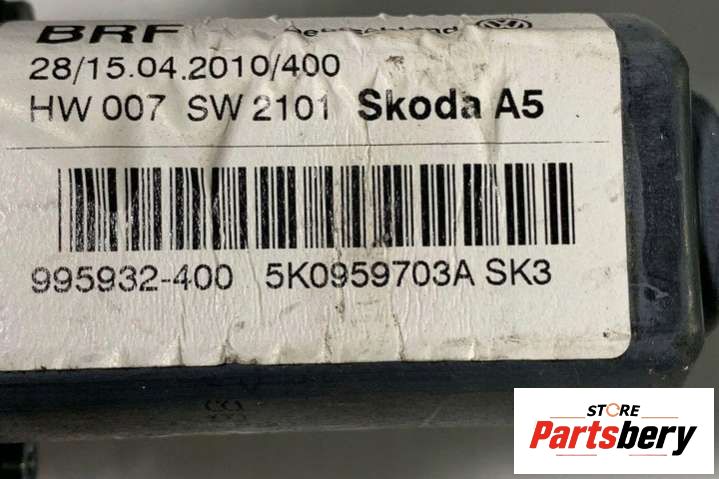 BRF
28/15.04.2010/400
HW 007 SW 2101 Skoda A5
995932-400 5K0959703A SK3
STORE
Partsbery